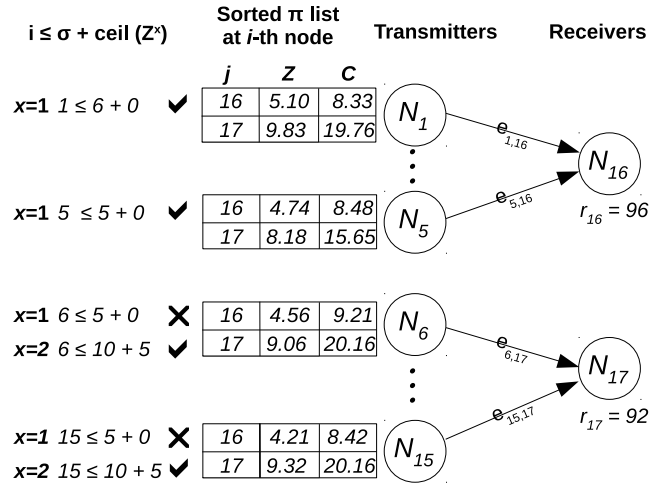 i ≤ σ + ceil (Zˣ)
Sorted π list
at i-th node
Transmitters
Receivers
j Z C
x=1 1 ≤ 6 + 0 ✔
16 5.10 8.33
17 9.83 19.76
N₁
e₁,₁₆
N₁₆
r₁₆ = 96
x=1 5 ≤ 5 + 0 ✔
16 4.74 8.48
17 8.18 15.65
N₅
e₅,₁₆
x=1 6 ≤ 5 + 0 ✕
x=2 6 ≤ 10 + 5 ✔
16 4.56 9.21
17 9.06 20.16
N₆
e₆,₁₇
N₁₇
r₁₇ = 92
x=1 15 ≤ 5 + 0 ✕
x=2 15 ≤ 10 + 5 ✔
16 4.21 8.42
17 9.32 20.16
N₁₅
e₁₅,₁₇